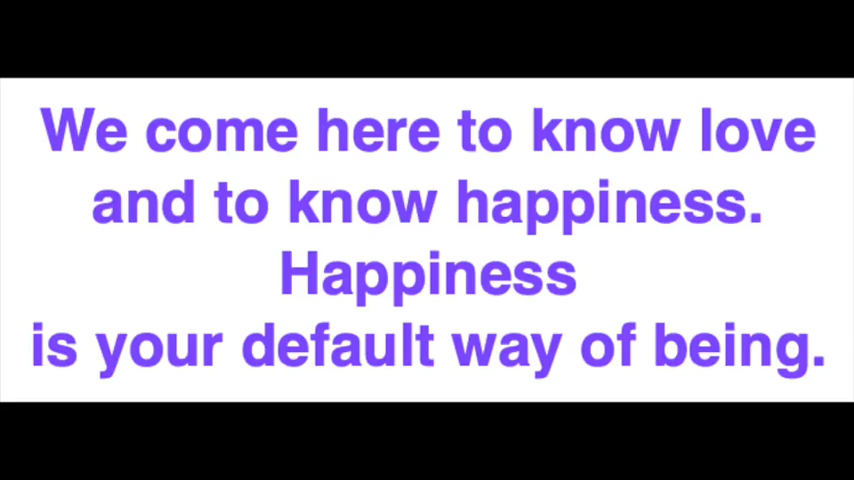 We come here to know love
and to know happiness.
Happiness
is your default way of being.